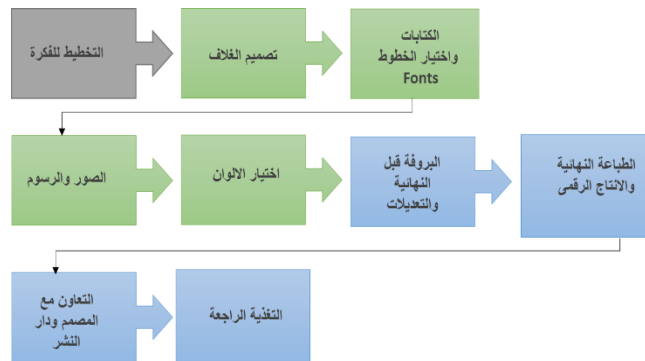 التخطيط للفكرة
تصميم الغلاف
الكتابات
واختيار الخطوط
Fonts
الصور والرسوم
اختيار الالوان
البروفة قبل
النهائية
والتعديلات
الطباعة النهائية
والانتاج الرقمى
التعاون مع
المصمم ودار
النشر
التغذية الراجعة